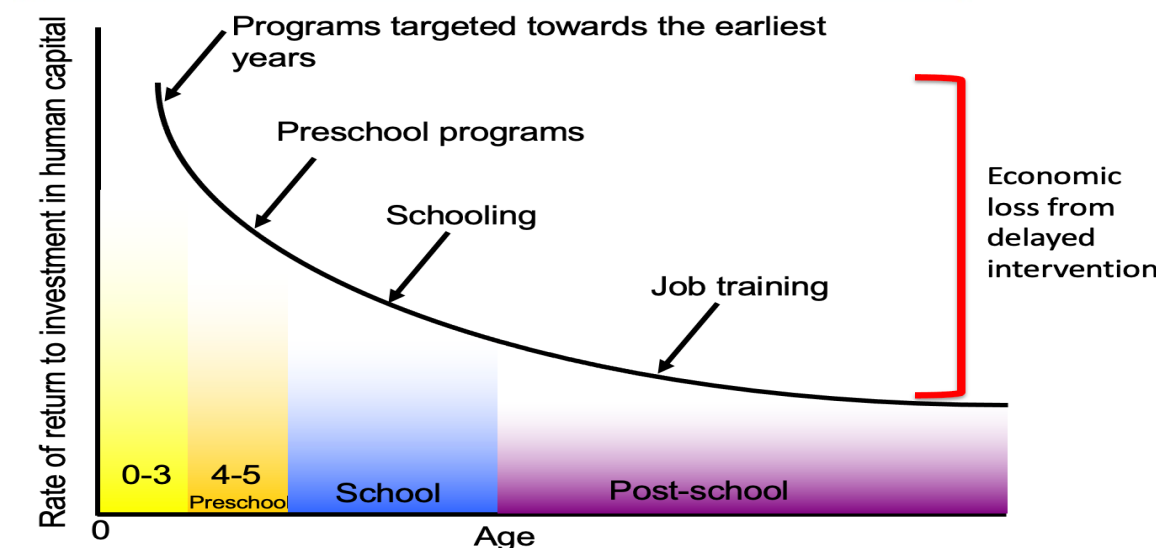 Rate of return to investment in human capital
Programs targeted towards the earliest
years
Preschool programs
Schooling
Job training
Economic
loss from
delayed
intervention
0-3
4-5
Preschool
School
Post-school
0
Age